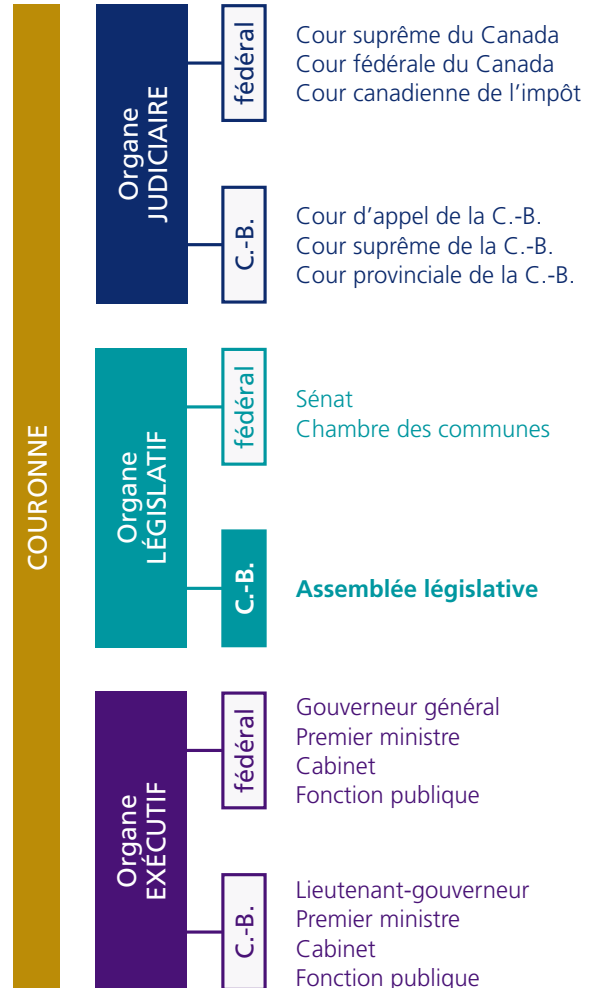 COURONNE
Organe
JUDICIAIRE
fédéral
Cour suprême du Canada
Cour fédérale du Canada
Cour canadienne de l’impôt
C.-B.
Cour d’appel de la C.-B.
Cour suprême de la C.-B.
Cour provinciale de la C.-B.
Organe
LÉGISLATIF
fédéral
Sénat
Chambre des communes
C.-B.
Assemblée législative
Organe
EXÉCUTIF
fédéral
Gouverneur général
Premier ministre
Cabinet
Fonction publique
C.-B.
Lieutenant-gouverneur
Premier ministre
Cabinet
Fonction publique